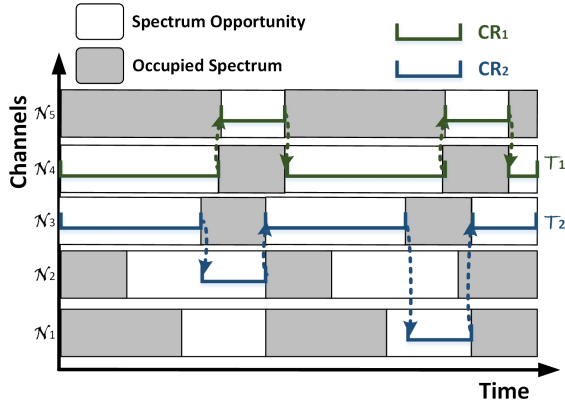 Spectrum Opportunity
CR1
Occupied Spectrum
CR2
Channels
N5
N4
T1
N3
T2
N2
N1
Time